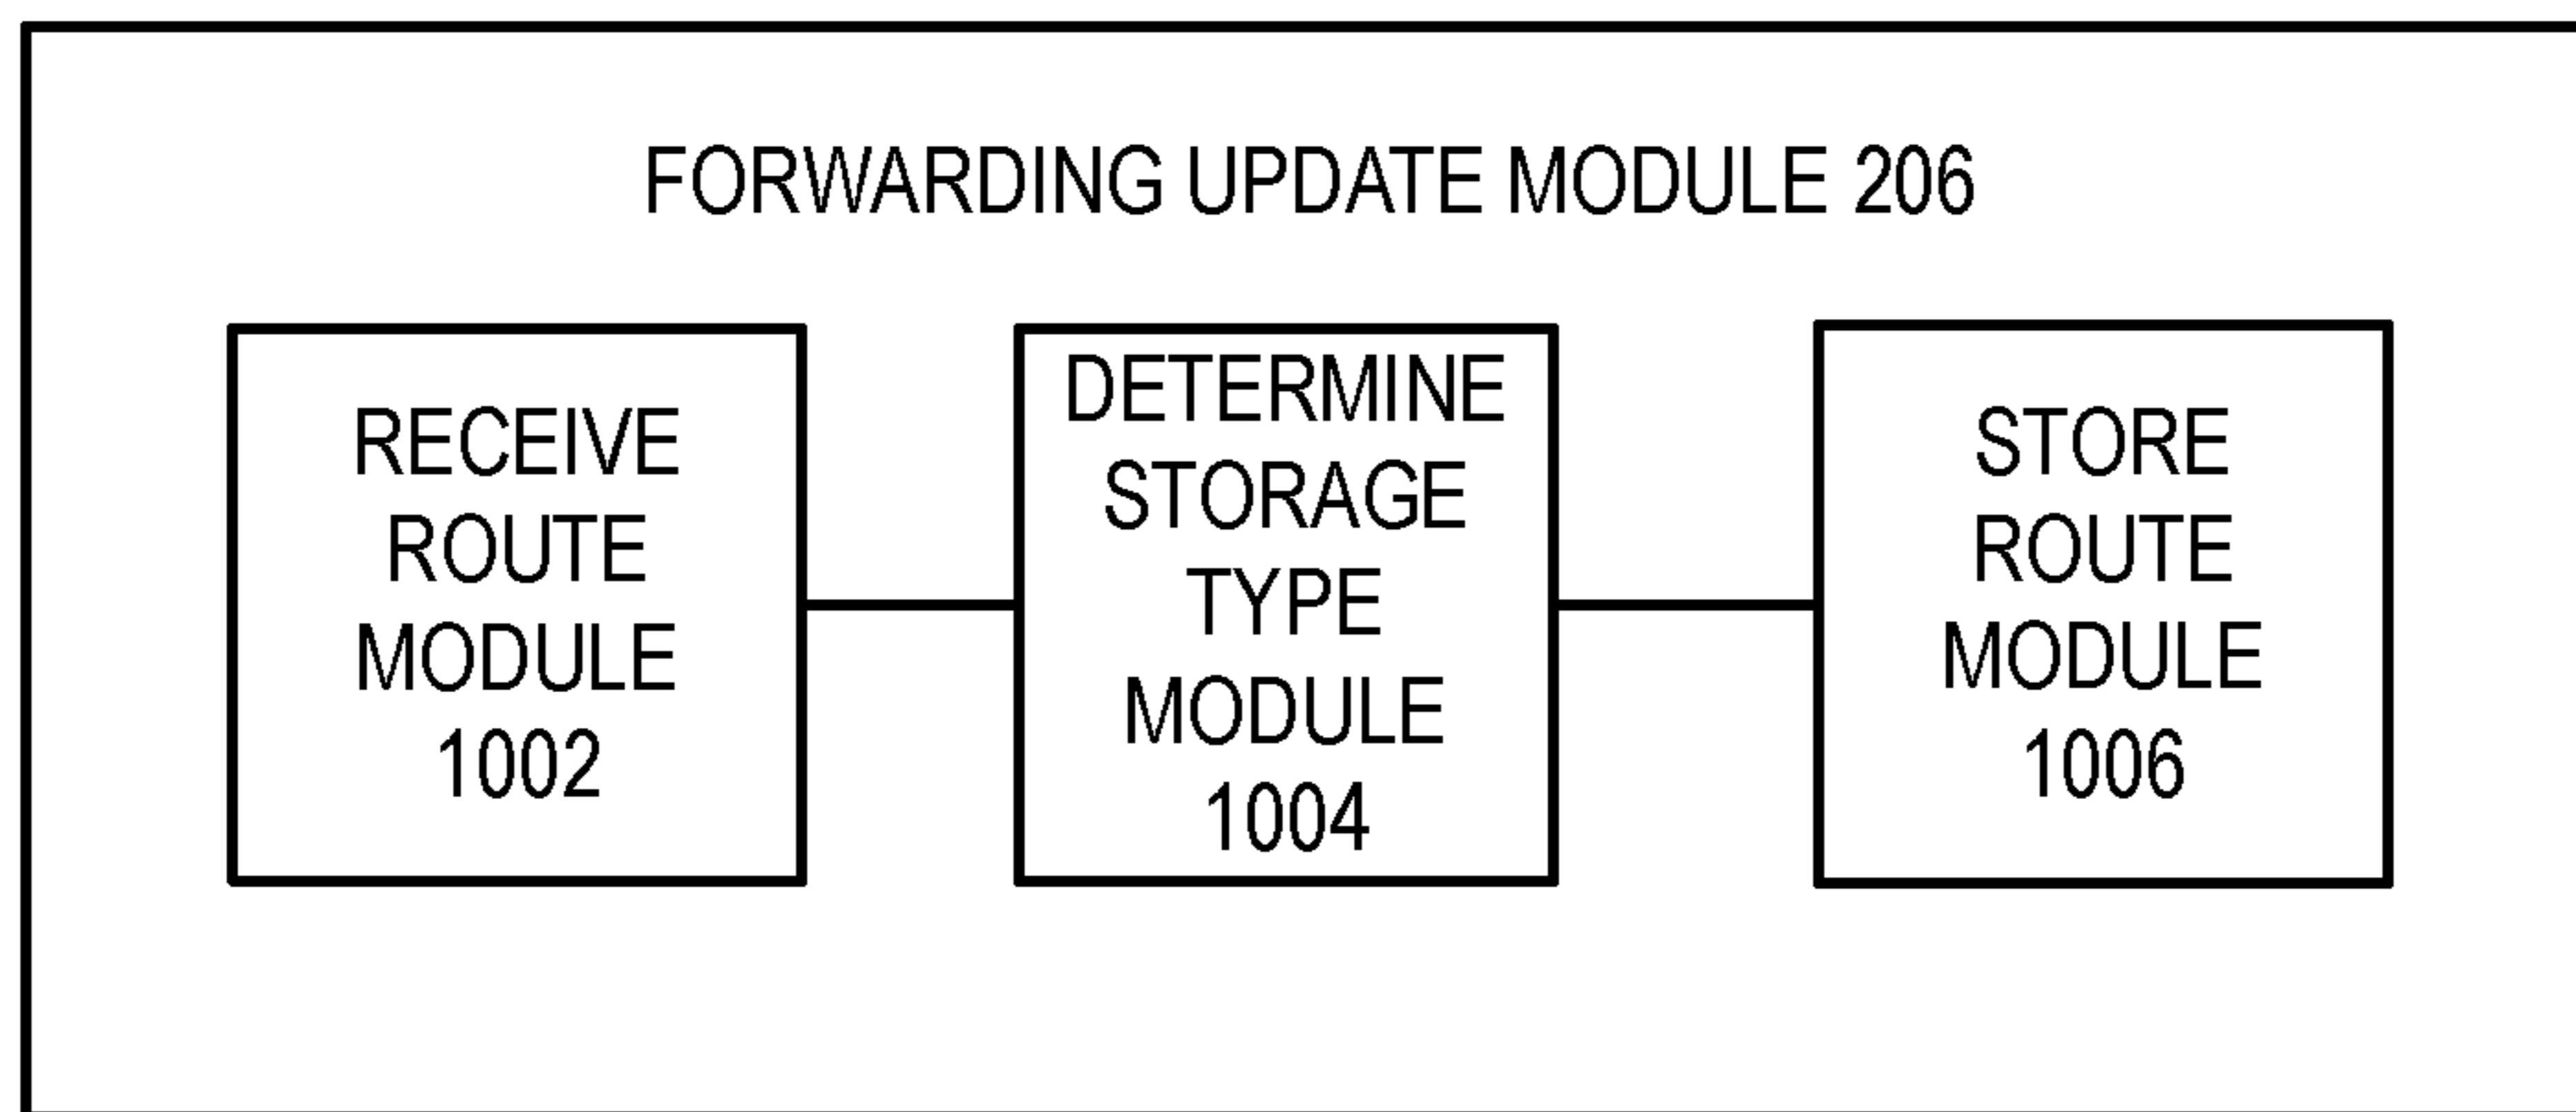 FORWARDING UPDATE MODULE 206
RECEIVE
ROUTE
MODULE
1002
DETERMINE
STORAGE
TYPE
MODULE
1004
STORE
ROUTE
MODULE
1006